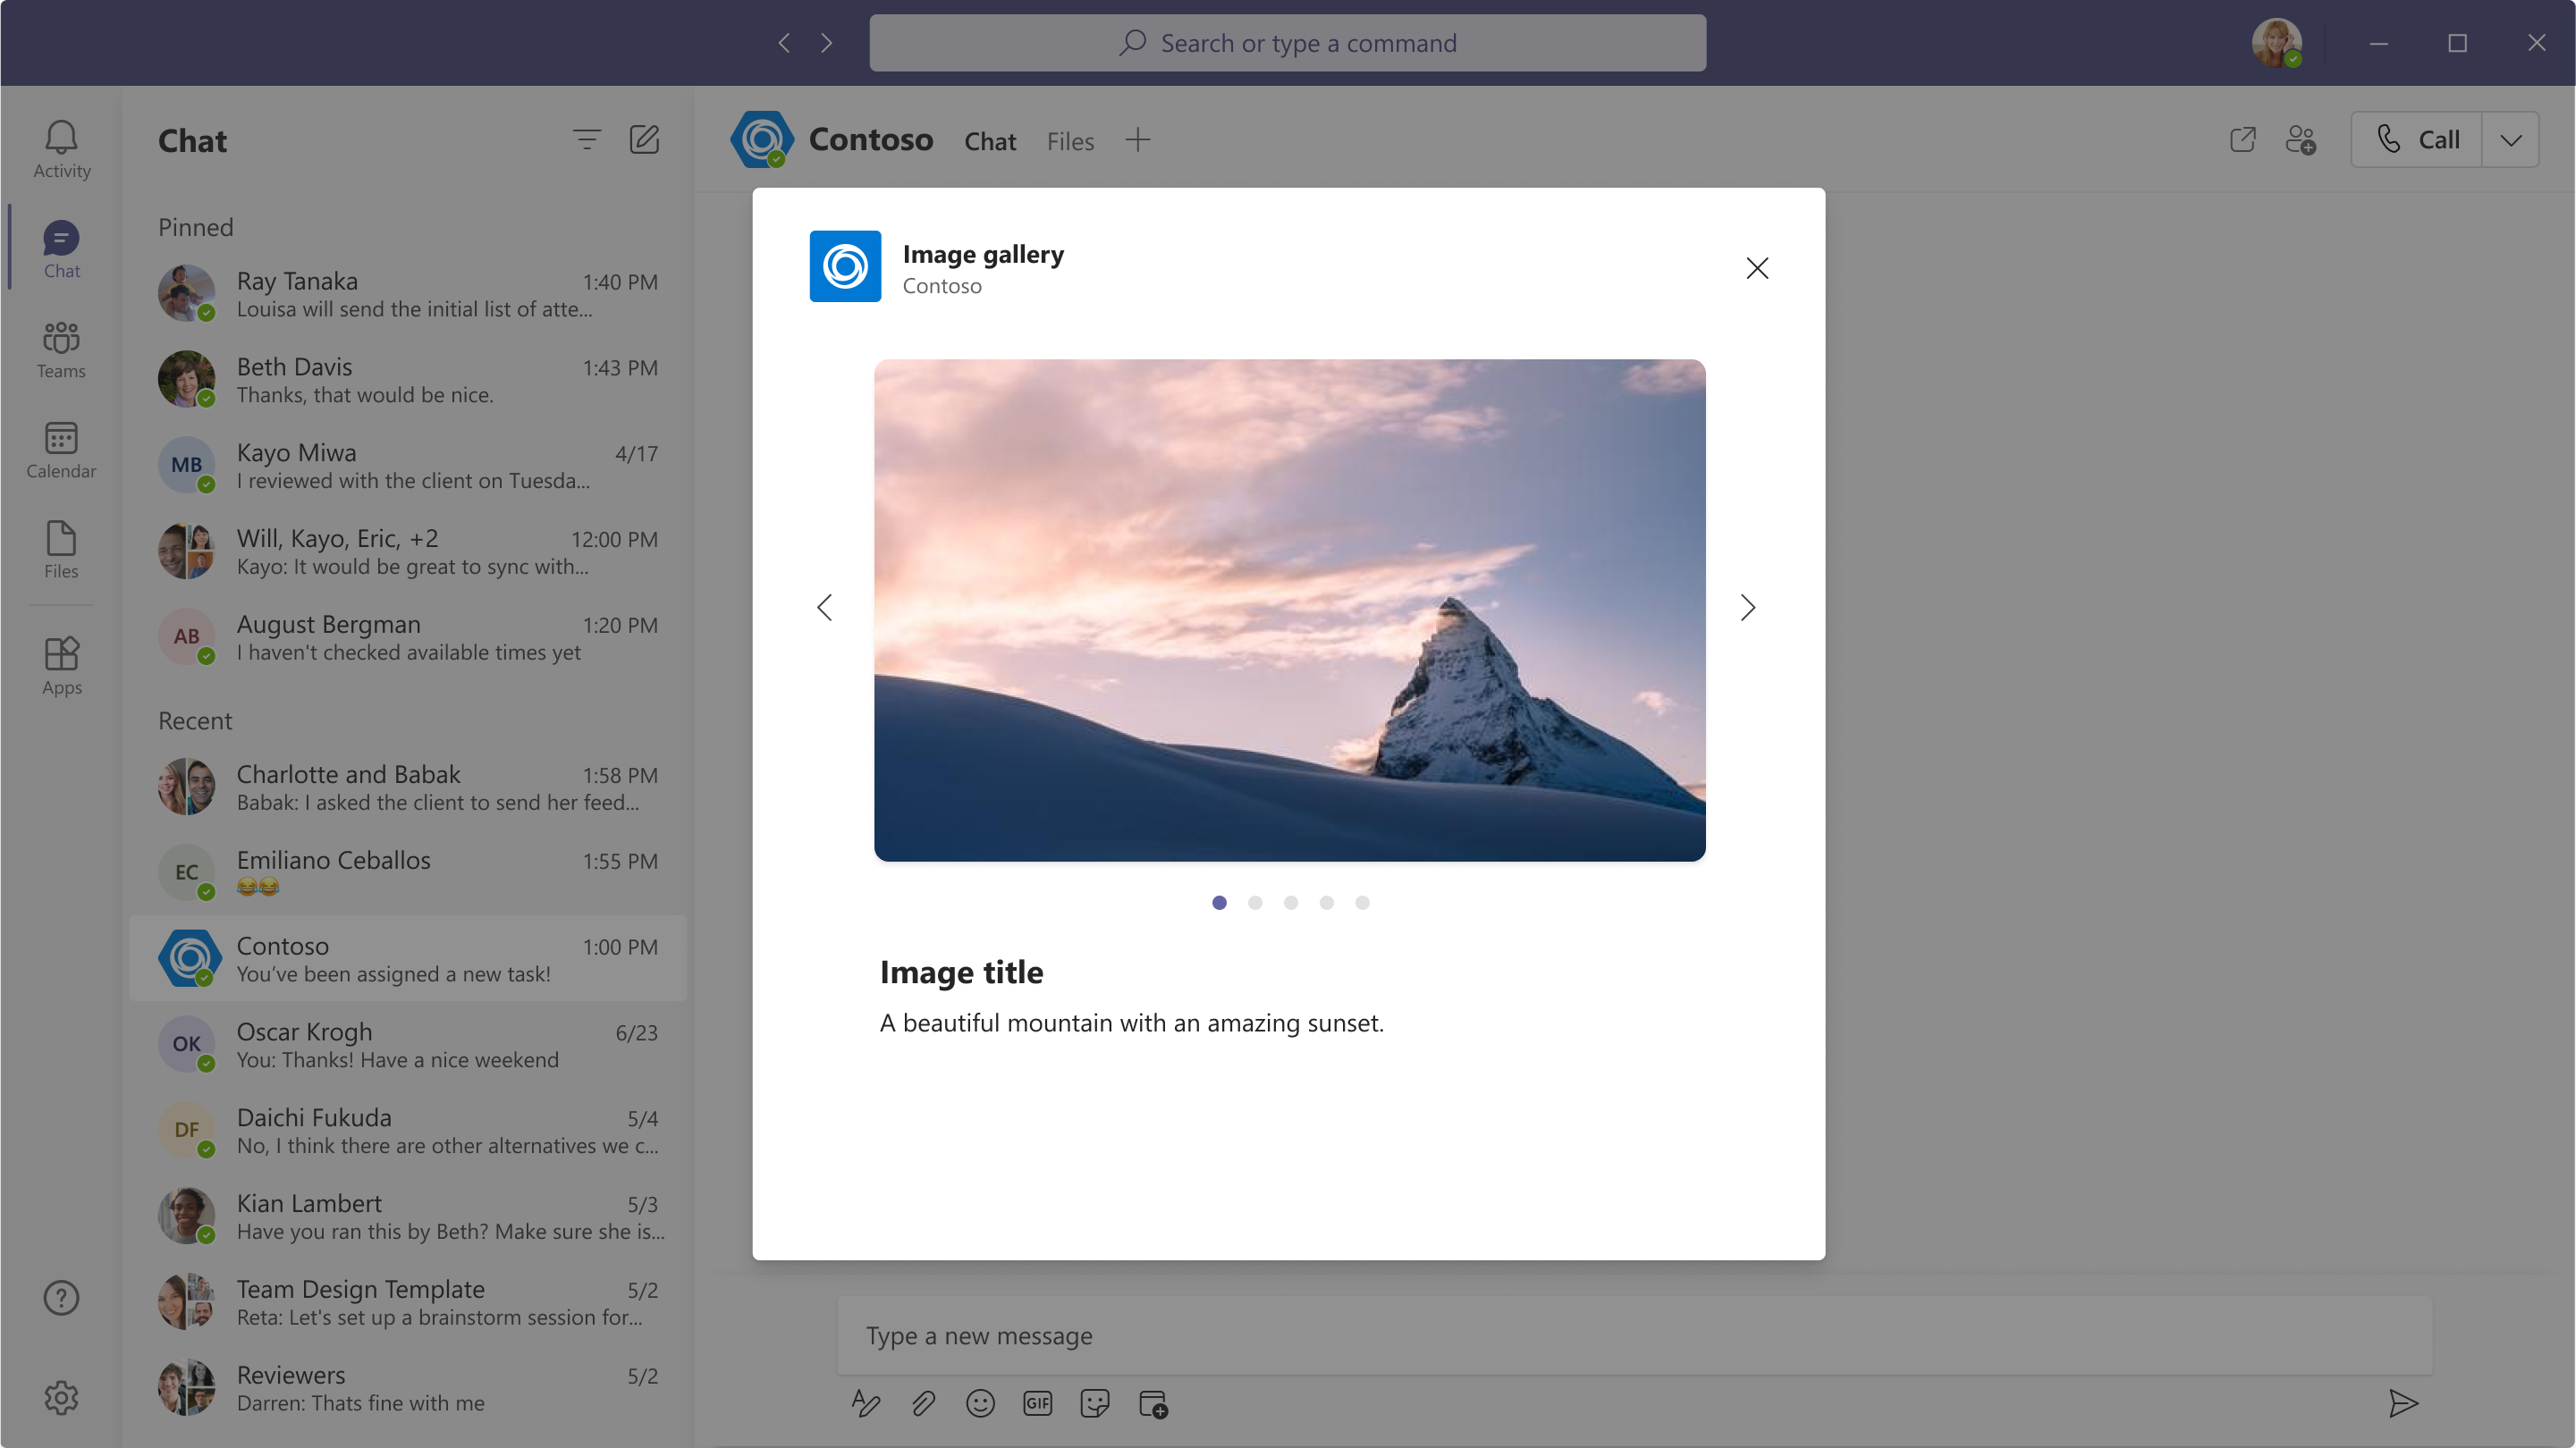 Search or type a command
Activity
Chat
Teams
Calendar
Files
Apps
Chat
Pinned
Ray Tanaka 1:40 PM
Louisa will send the initial list of atte...
Beth Davis 1:43 PM
Thanks, that would be nice.
MB
Kayo Miwa 4/17
I reviewed with the client on Tuesda...
Will, Kayo, Eric, +2 12:00 PM
Kayo: It would be great to sync with...
AB
August Bergman 1:20 PM
I haven't checked available times yet
Recent
Charlotte and Babak 1:58 PM
Babak: I asked the client to send her feed...
EC
Emiliano Ceballos 1:55 PM
😂😂
Contoso 1:00 PM
You've been assigned a new task!
OK
Oscar Krogh 6/23
You: Thanks! Have a nice weekend
DF
Daichi Fukuda 5/4
No, I think there are other alternatives we c...
Kian Lambert 5/3
Have you ran this by Beth? Make sure she is...
Team Design Template 5/2
Reta: Let's set up a brainstorm session for...
Reviewers 5/2
Darren: Thats fine with me
Contoso Chat Files
Call
Image gallery
Contoso
Image title
A beautiful mountain with an amazing sunset.
Type a new message
GIF